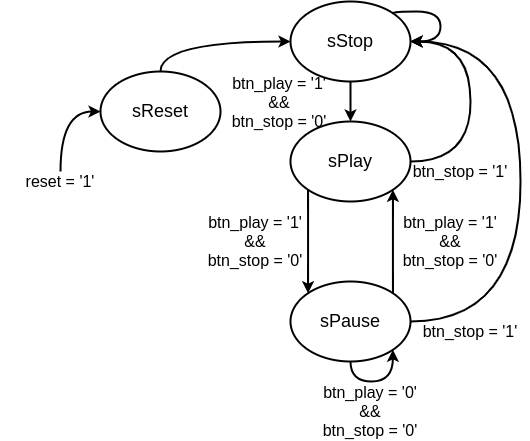 sStop
btn_play = '1'
&&
btn_stop = '0'
sReset
reset = '1'
sPlay
btn_stop = '1'
btn_play = '1'
&&
btn_stop = '0'
btn_play = '1'
&&
btn_stop = '0'
sPause
btn_stop = '1'
btn_play = '0'
&&
btn_stop = '0'